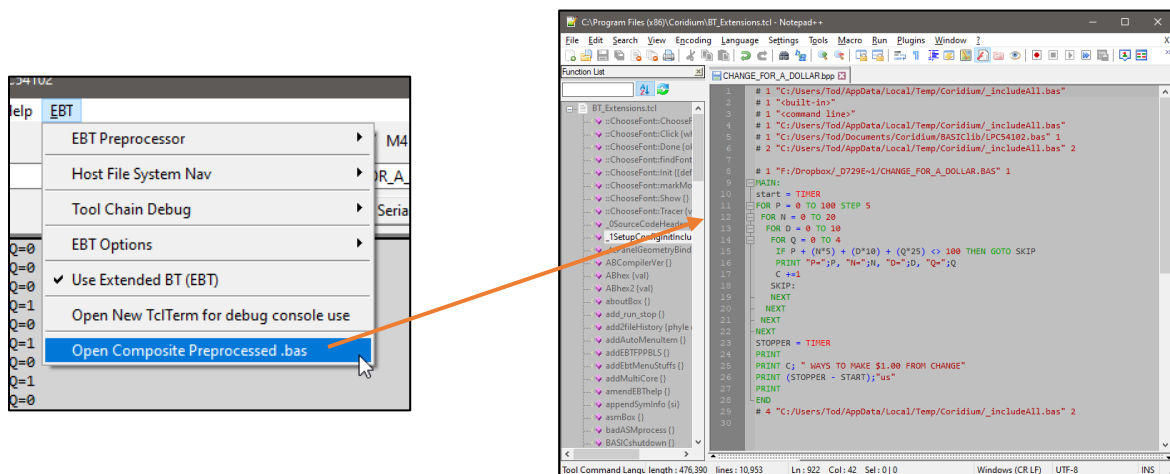 54102
Help EBT
EBT Preprocessor
M4
Host File System Nav
OR_A_
Tool Chain Debug
Seria
EBT Options
Q=0
Q=0
Q=0
Q=1
Q=0
Q=1
Q=0
Q=1
Q=0
Use Extended BT (EBT)
Open New TclTerm for debug console use
Open Composite Preprocessed .bas
C:\Program Files (x86)\Coridium\BT_Extensions.tcl - Notepad++
File Edit Search View Encoding Language Settings Tools Macro Run Plugins Window ? X
Function List
CHANGE_FOR_A_DOLLAR.bpp
BT_Extensions.tcl
::ChooseFont::ChooseF
::ChooseFont::Click {wi
::ChooseFont::Done {ol
::ChooseFont::findFont
::ChooseFont::Init {{def
::ChooseFont::markMo
::ChooseFont::Show {}
::ChooseFont::Tracer {v
_0SourceCodeHeader
_1SetupConfigInitInclu
ABCompilerVer {}
ABhex {val}
ABhex2 {val}
aboutBox {}
add_run_stop {}
add2fileHistory {phyle
addAutoMenuItem {}
addEBTFPPBLS {}
addEbtMenuStuffs {}
addMultiCore {}
amendEBThelp {}
appendSymInfo {si}
asmBox {}
badASMprocess {}
BASICshutdown {}
1 # 1 "C:/Users/Tod/AppData/Local/Temp/Coridium/_includeAll.bas"
2 # 1 "<built-in>"
3 # 1 "<command line>"
4 # 1 "C:/Users/Tod/AppData/Local/Temp/Coridium/_includeAll.bas"
5 # 1 "C:/Users/Tod/Documents/Coridium/BASIClib/LPC54102.bas" 1
6 # 2 "C:/Users/Tod/AppData/Local/Temp/Coridium/_includeAll.bas" 2
7
8 # 1 "F:/Dropbox/_D729E~1/CHANGE_FOR_A_DOLLAR.BAS" 1
9 MAIN:
10 start = TIMER
11 FOR P = 0 TO 100 STEP 5
12 FOR N = 0 TO 20
13 FOR D = 0 TO 10
14 FOR Q = 0 TO 4
15 IF P + (N*5) + (D*10) + (Q*25) <> 100 THEN GOTO SKIP
16 PRINT "P=";P, "N=";N, "D=";D, "Q=";Q
17 C +=1
18 SKIP:
19 NEXT
20 NEXT
21 NEXT
22 NEXT
23 STOPPER = TIMER
24 PRINT
25 PRINT C; " WAYS TO MAKE $1.00 FROM CHANGE"
26 PRINT (STOPPER - START);"us"
27 PRINT
28 END
29 # 4 "C:/Users/Tod/AppData/Local/Temp/Coridium/_includeAll.bas" 2
30
Tool Command Langu length : 476,390 lines : 10,953 Ln : 922 Col : 42 Sel : 0 | 0 Windows (CR LF) UTF-8 INS